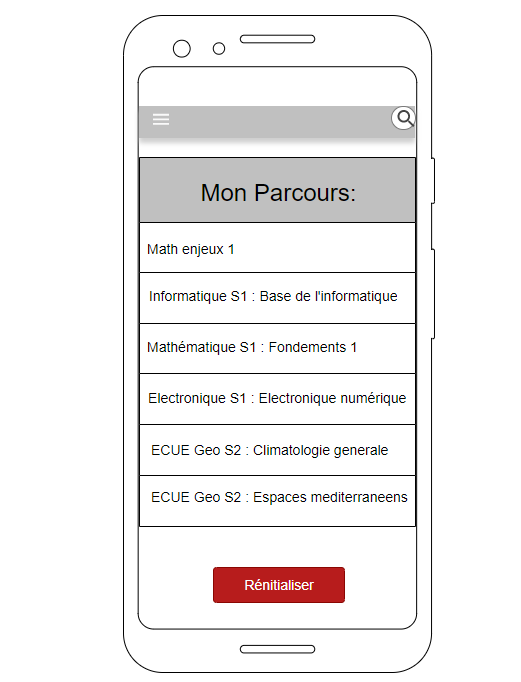 Mon Parcours:
Math enjeux 1
Informatique S1 : Base de l'informatique
Mathématique S1 : Fondements 1
Electronique S1 : Electronique numérique
ECUE Geo S2 : Climatologie generale
ECUE Geo S2 : Espaces mediterraneens
Rénitialiser